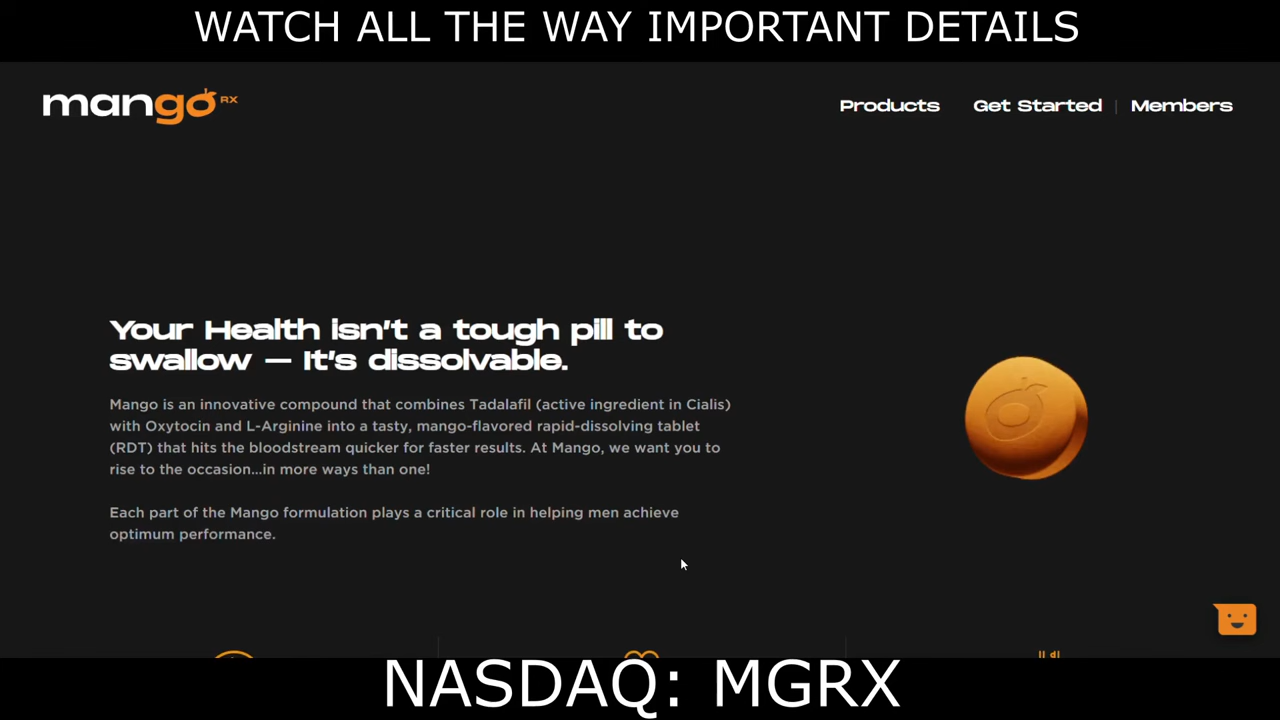 WATCH ALL THE WAY IMPORTANT DETAILS
mango RX
Products
Get Started | Members
Your Health isn't a tough pill to
swallow — It's dissolvable.
Mango is an innovative compound that combines Tadalafil (active ingredient in Cialis)
with Oxytocin and L-Arginine into a tasty, mango-flavored rapid-dissolving tablet
(RDT) that hits the bloodstream quicker for faster results. At Mango, we want you to
rise to the occasion...in more ways than one!
Each part of the Mango formulation plays a critical role in helping men achieve
optimum performance.
NASDAQ: MGRX